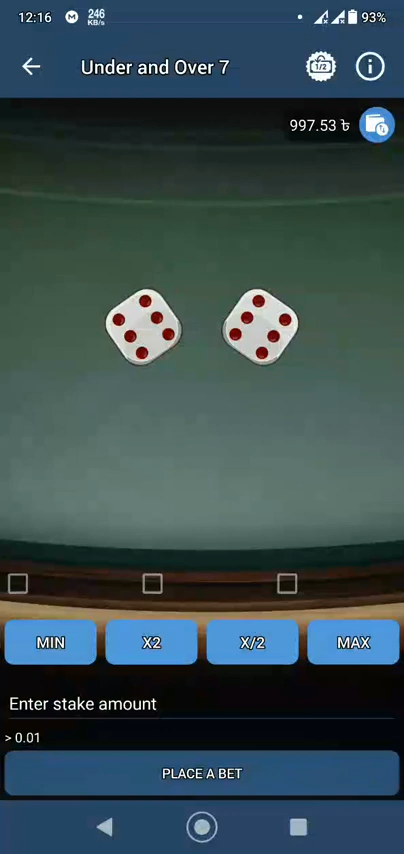 12:16 M 246 KB/s 93%
Under and Over 7 1/2 i
997.53 ৳
MIN X2 X/2 MAX
Enter stake amount
> 0.01
PLACE A BET